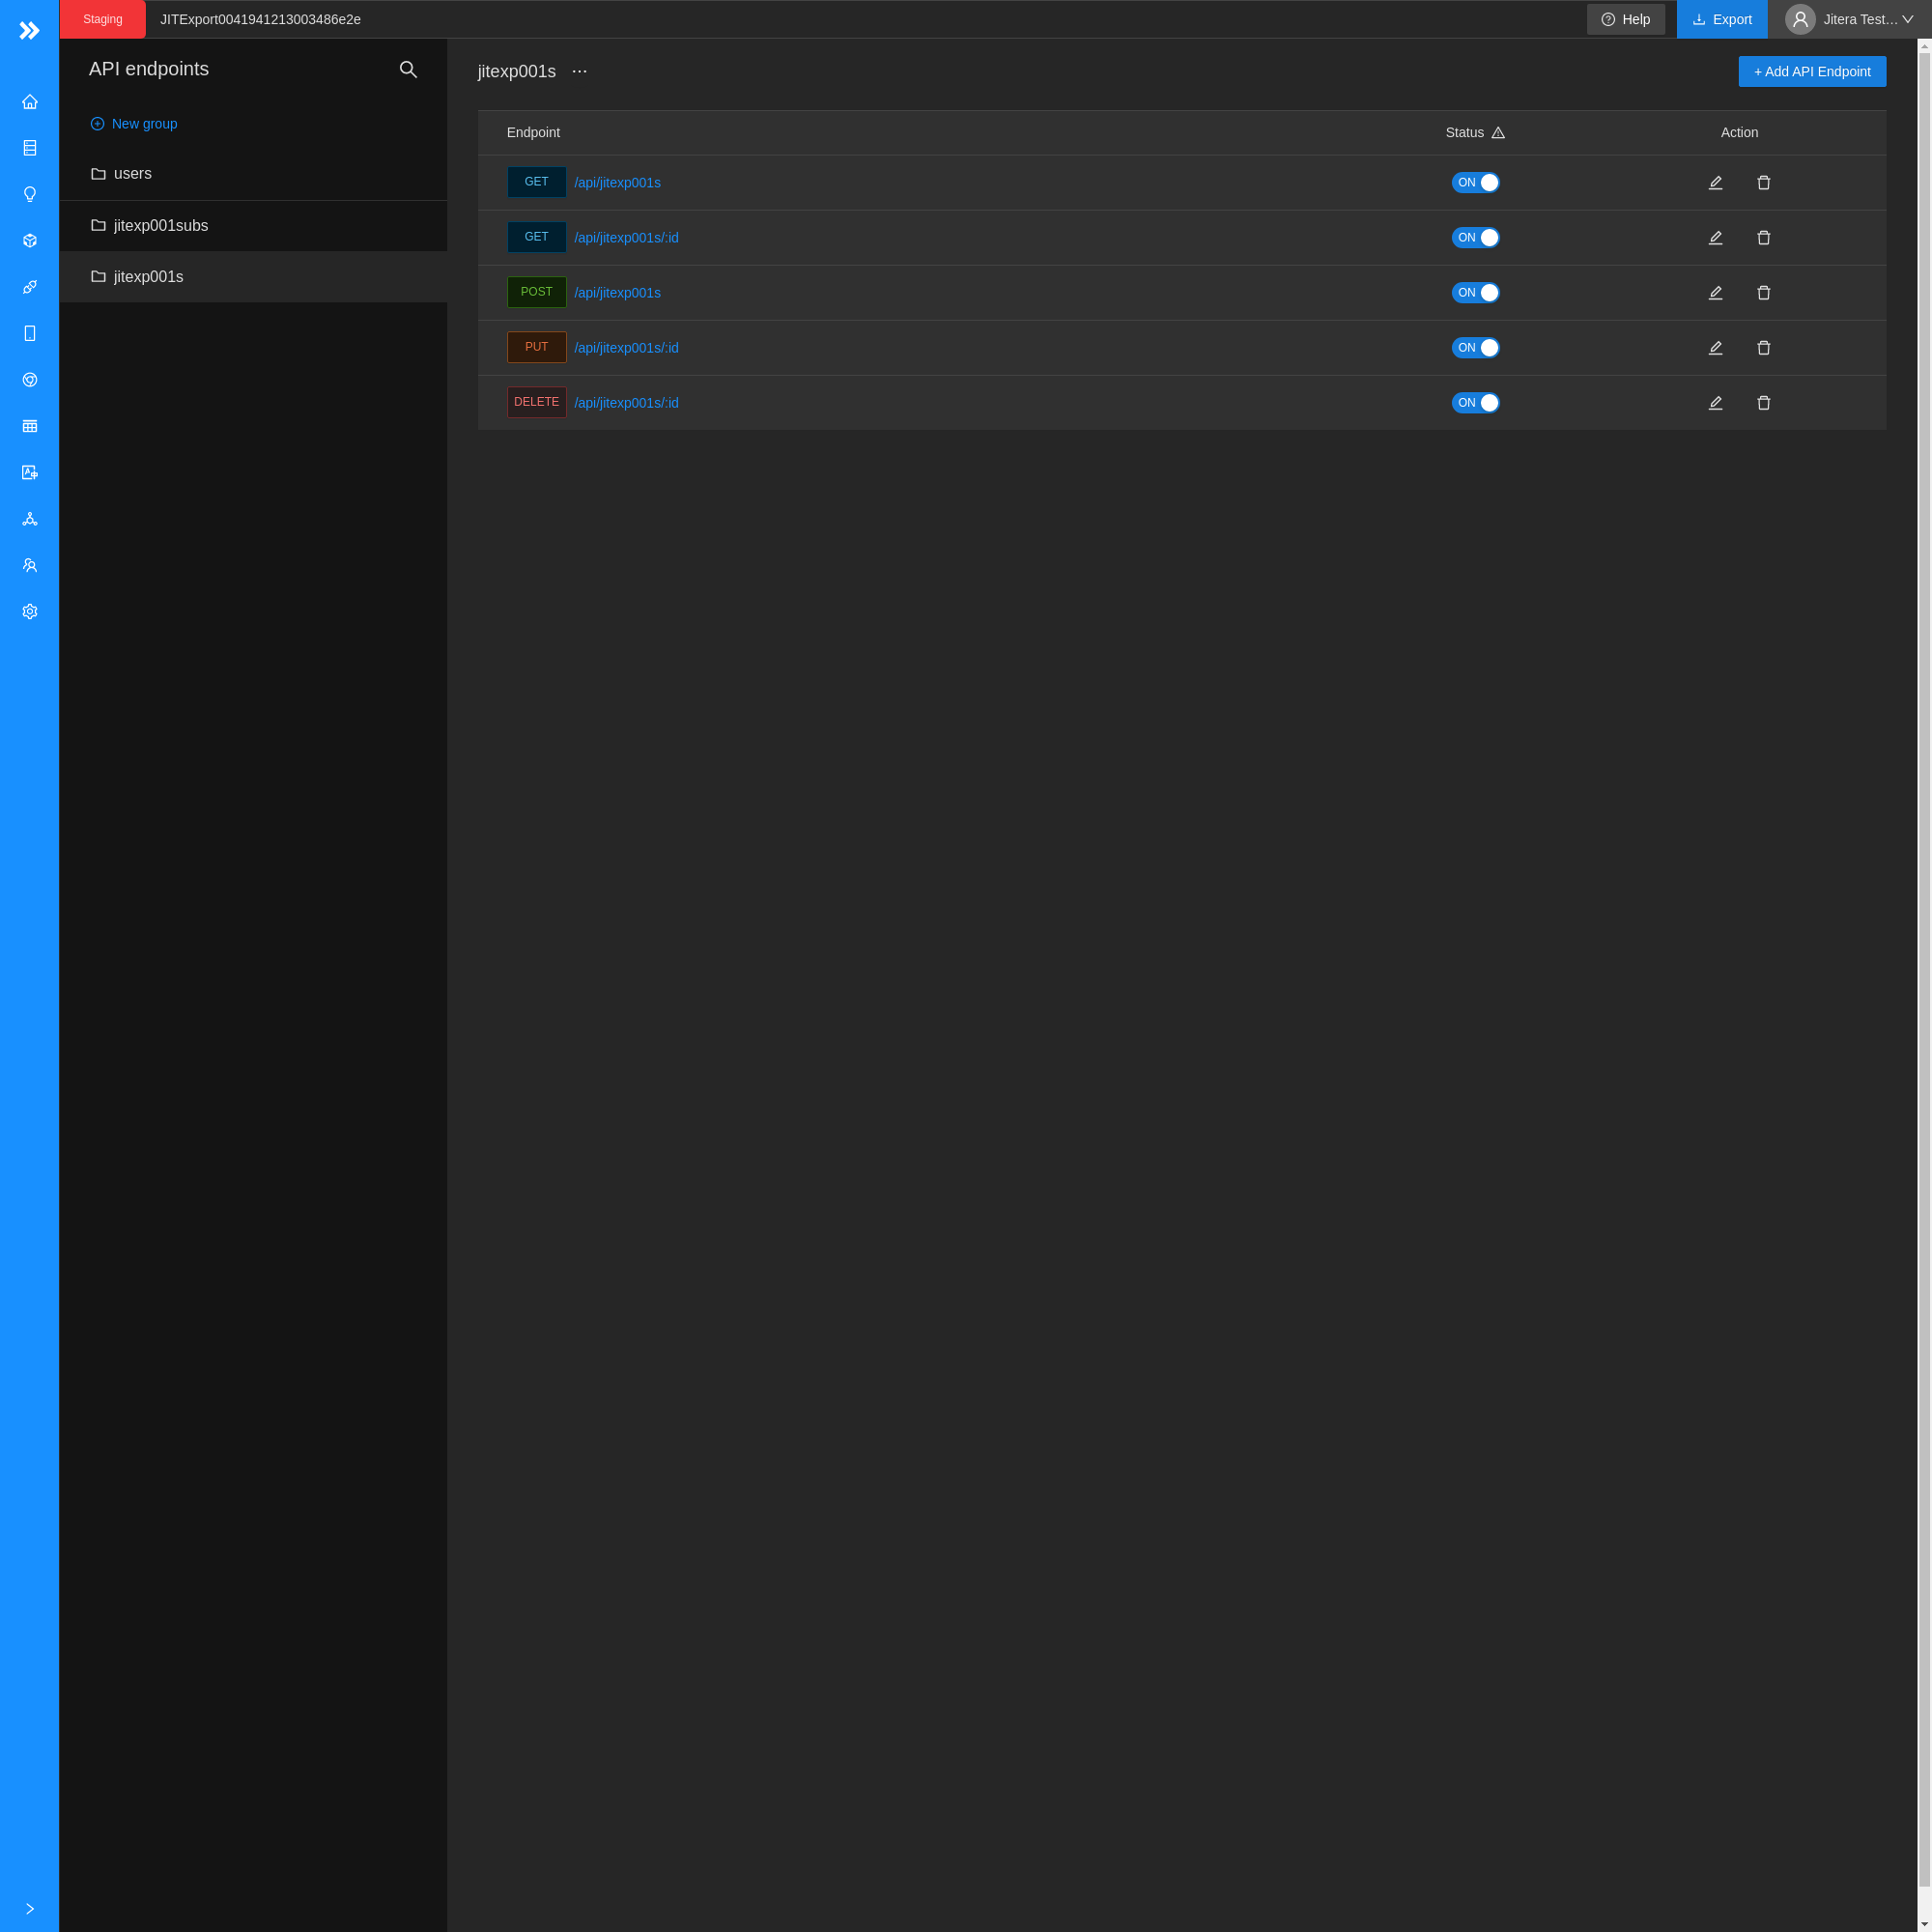 Staging
JITExport0041941213003486e2e
Help
Export
Jitera Test…
API endpoints
New group
users
jitexp001subs
jitexp001s
jitexp001s ···
+ Add API Endpoint
Endpoint Status Action
GET /api/jitexp001s ON
GET /api/jitexp001s/:id ON
POST /api/jitexp001s ON
PUT /api/jitexp001s/:id ON
DELETE /api/jitexp001s/:id ON